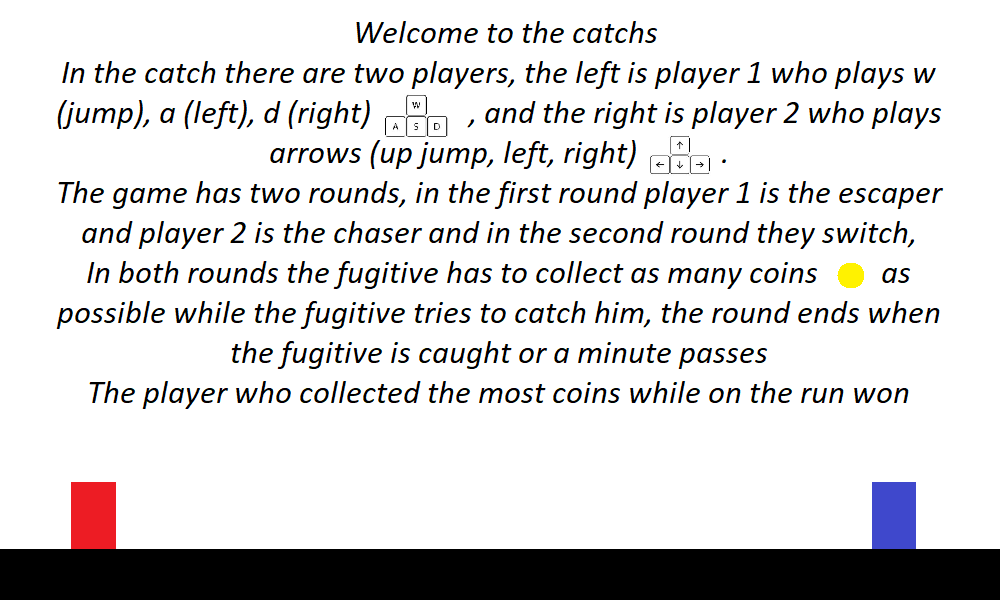 Welcome to the catchs
In the catch there are two players, the left is player 1 who plays w
(jump), a (left), d (right) W A S D , and the right is player 2 who plays
arrows (up jump, left, right) ↑ ← ↓ → .
The game has two rounds, in the first round player 1 is the escaper
and player 2 is the chaser and in the second round they switch,
In both rounds the fugitive has to collect as many coins as
possible while the fugitive tries to catch him, the round ends when
the fugitive is caught or a minute passes
The player who collected the most coins while on the run won